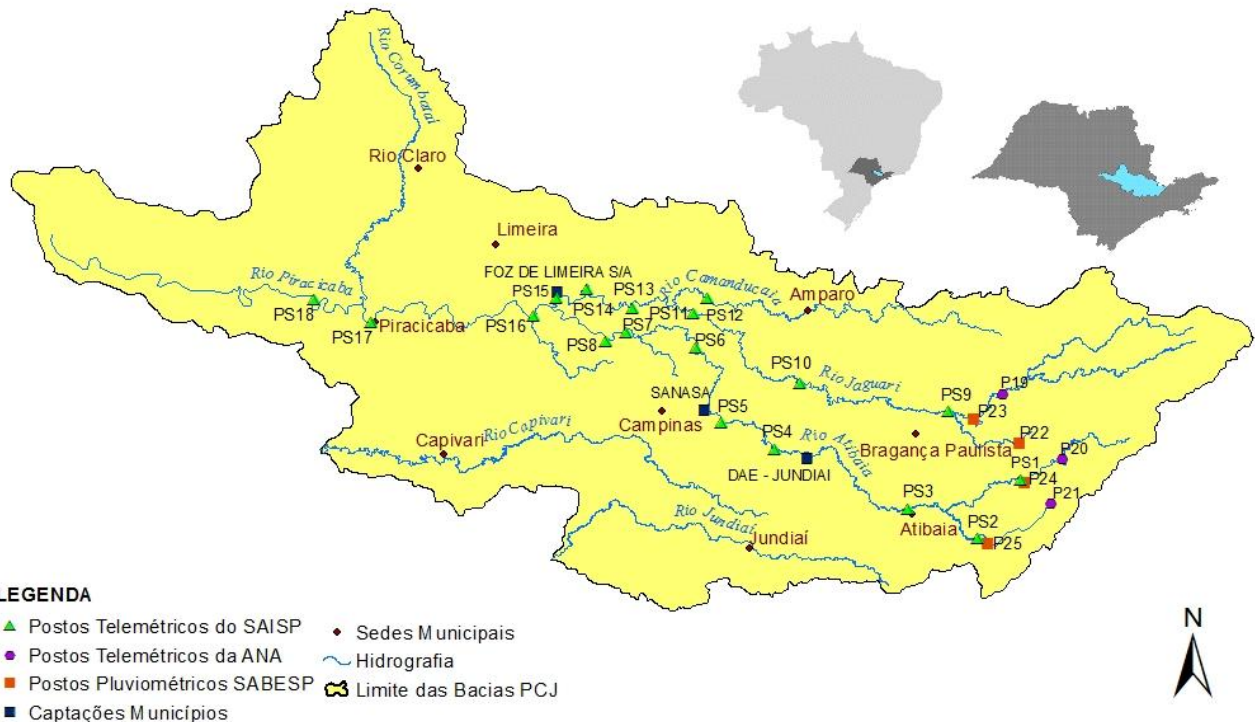 Rio Corumbataí
Rio Claro
Limeira
FOZ DE LIMEIRA S/A
Rio Camanducaia
Rio Piracicaba
PS15
PS13
Amparo
PS18
PS14
PS11
PS12
PS16
PS17
Piracicaba
PS7
PS8
PS6
PS10
Rio Jaguari
P19
SANASA
PS9
P23
PS5
Campinas
Rio Capivari
Capivari
PS4
Rio Atibaia
Bragança Paulista
P22
P20
DAE - JUNDIAI
PS1
P24
P21
PS3
Rio Jundiaí
Atibaia
PS2
P25
Jundiaí
LEGENDA
Postos Telemétricos do SAISP
Postos Telemétricos da ANA
Postos Pluviométricos SABESP
Captações Municípios
Sedes Municipais
Hidrografia
Limite das Bacias PCJ
N